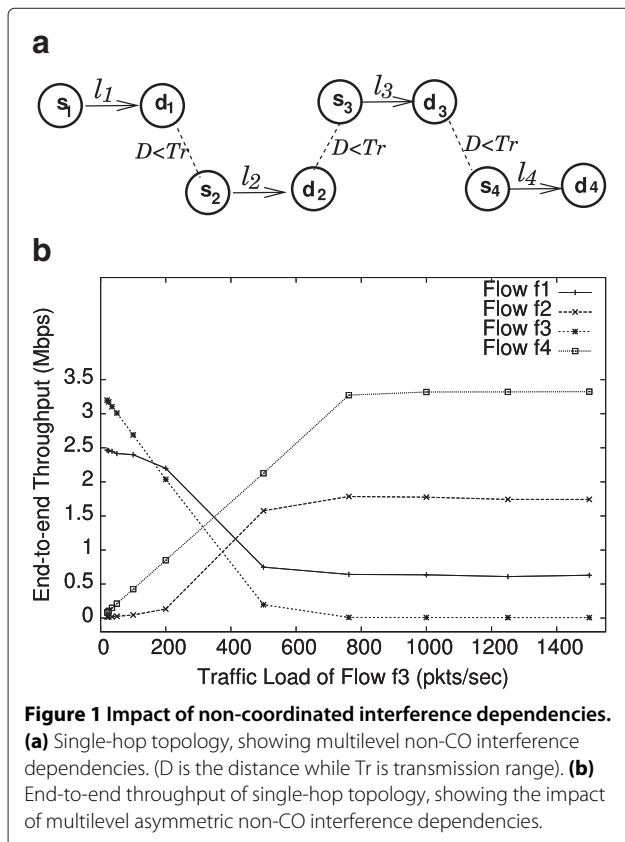 a
s1 l1 d1 s3 l3 d3
D<Tr D<Tr D<Tr
s2 l2 d2 s4 l4 d4
b
Flow f1
Flow f2
Flow f3
Flow f4
End-to-end Throughput (Mbps)
3.5
3
2.5
2
1.5
1
0.5
0
0 200 400 600 800 1000 1200 1400
Traffic Load of Flow f3 (pkts/sec)
Figure 1 Impact of non-coordinated interference dependencies.
(a) Single-hop topology, showing multilevel non-CO interference
dependencies. (D is the distance while Tr is transmission range). (b)
End-to-end throughput of single-hop topology, showing the impact
of multilevel asymmetric non-CO interference dependencies.